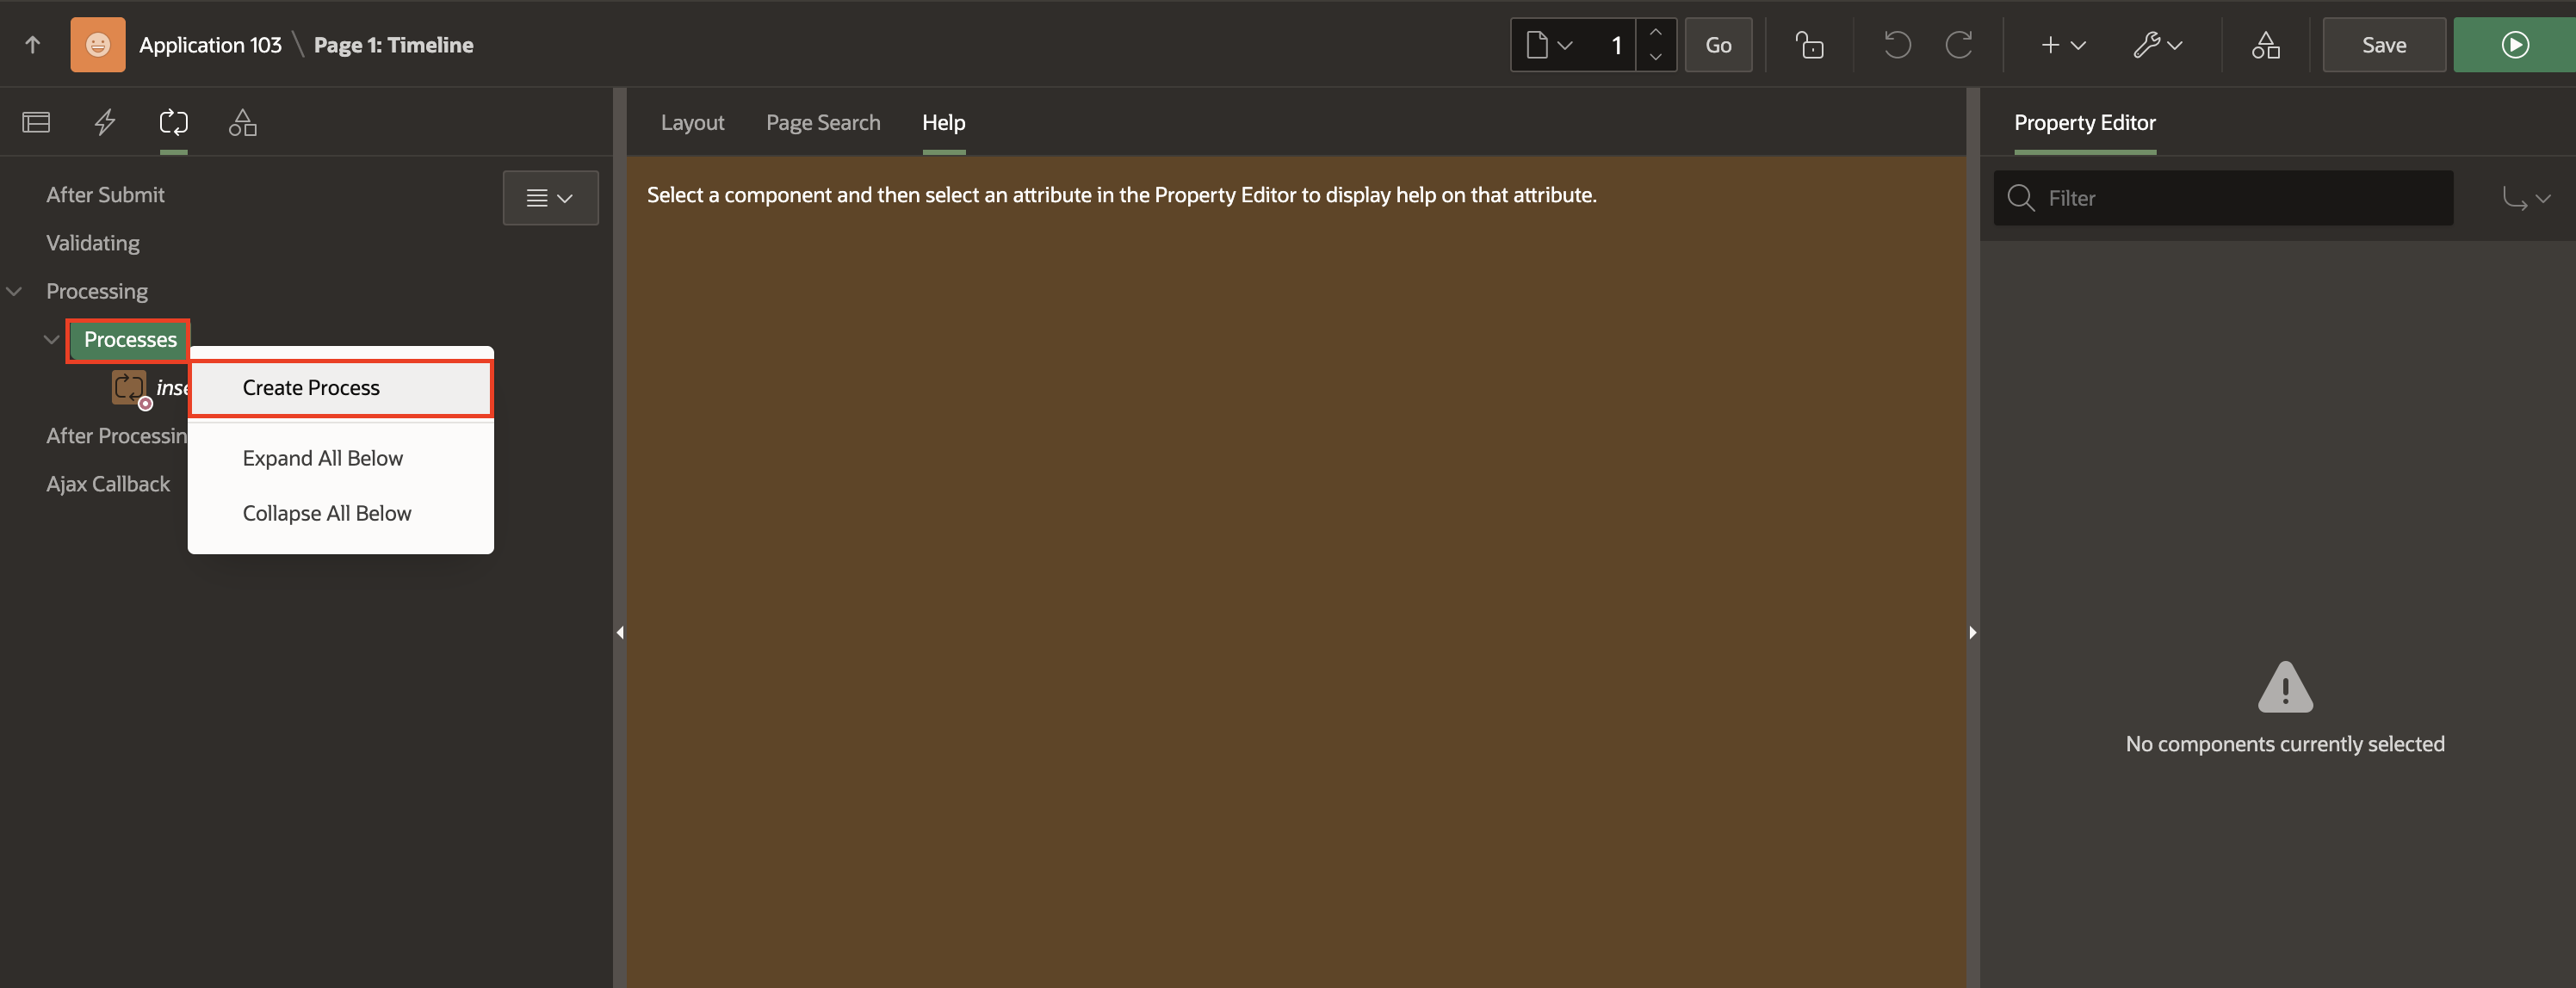 Application 103 \ Page 1: Timeline
1
Go
Save
Layout
Page Search
Help
Property Editor
After Submit
Validating
Processing
Processes
Create Process
After Processin
Expand All Below
Ajax Callback
Collapse All Below
Select a component and then select an attribute in the Property Editor to display help on that attribute.
Filter
No components currently selected